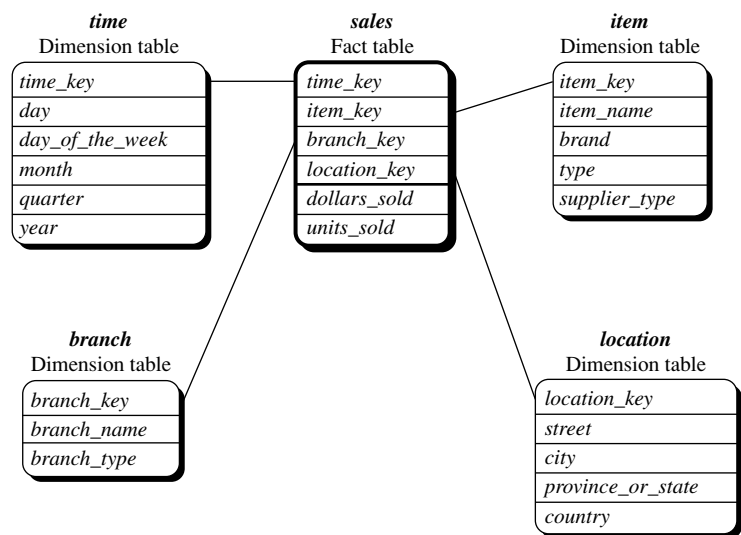 time
Dimension table
time_key
day
day_of_the_week
month
quarter
year
sales
Fact table
time_key
item_key
branch_key
location_key
dollars_sold
units_sold
item
Dimension table
item_key
item_name
brand
type
supplier_type
branch
Dimension table
branch_key
branch_name
branch_type
location
Dimension table
location_key
street
city
province_or_state
country